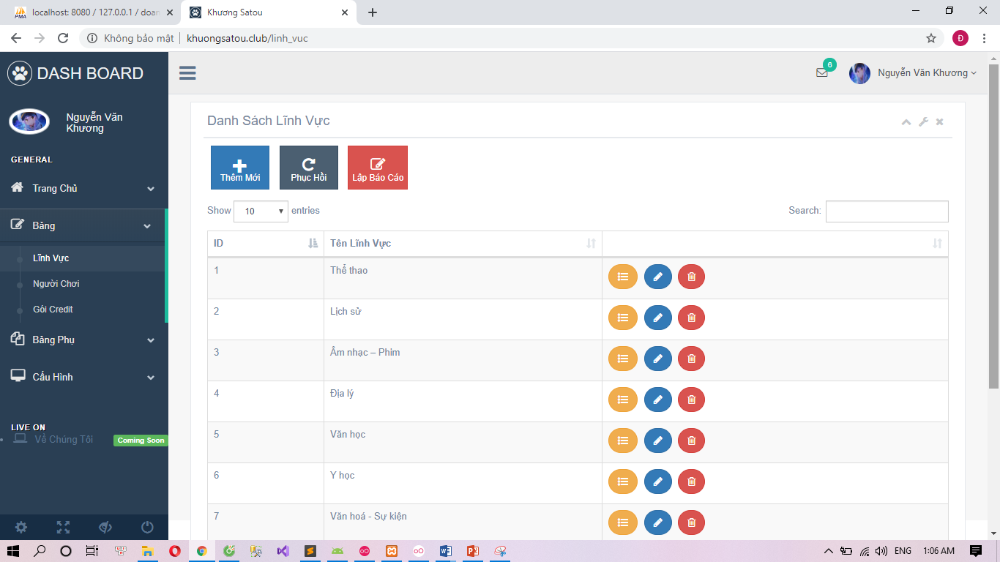 localhost: 8080 / 127.0.0.1 / doan
Khương Satou
Không bảo mật
khuongsatou.club/linh_vuc
Đ
DASH BOARD
6
Nguyễn Văn Khương
Nguyễn Văn
Khương
GENERAL
Trang Chủ
Bảng
Lĩnh Vực
Người Chơi
Gói Credit
Bảng Phụ
Cấu Hình
LIVE ON
Về Chúng Tôi
Coming Soon
Danh Sách Lĩnh Vực
Thêm Mới
Phục Hồi
Lập Báo Cáo
Show 10 entries
Search:
ID Tên Lĩnh Vực
1 Thể thao
2 Lịch sử
3 Âm nhạc – Phim
4 Địa lý
5 Văn học
6 Y học
7 Văn hoá - Sự kiện
ENG
1:06 AM